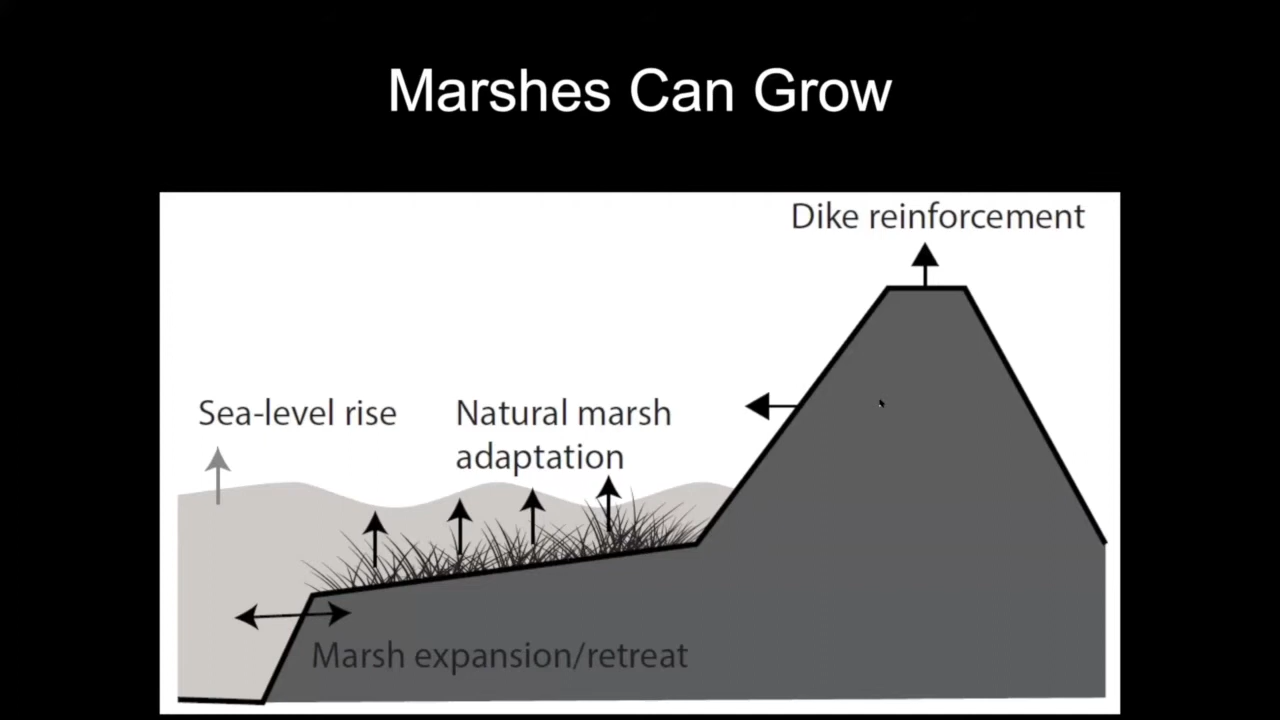 Marshes Can Grow
Dike reinforcement
Sea-level rise
Natural marsh
adaptation
Marsh expansion/retreat